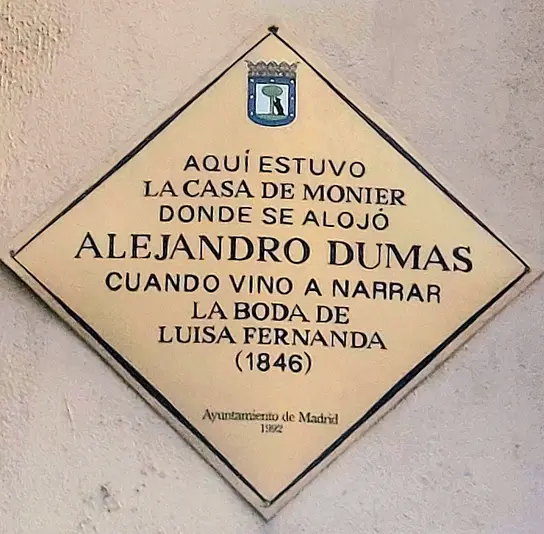 AQUÍ ESTUVO
LA CASA DE MONIER
DONDE SE ALOJÓ
ALEJANDRO DUMAS
CUANDO VINO A NARRAR
LA BODA DE
LUISA FERNANDA
(1846)
Ayuntamiento de Madrid
1992